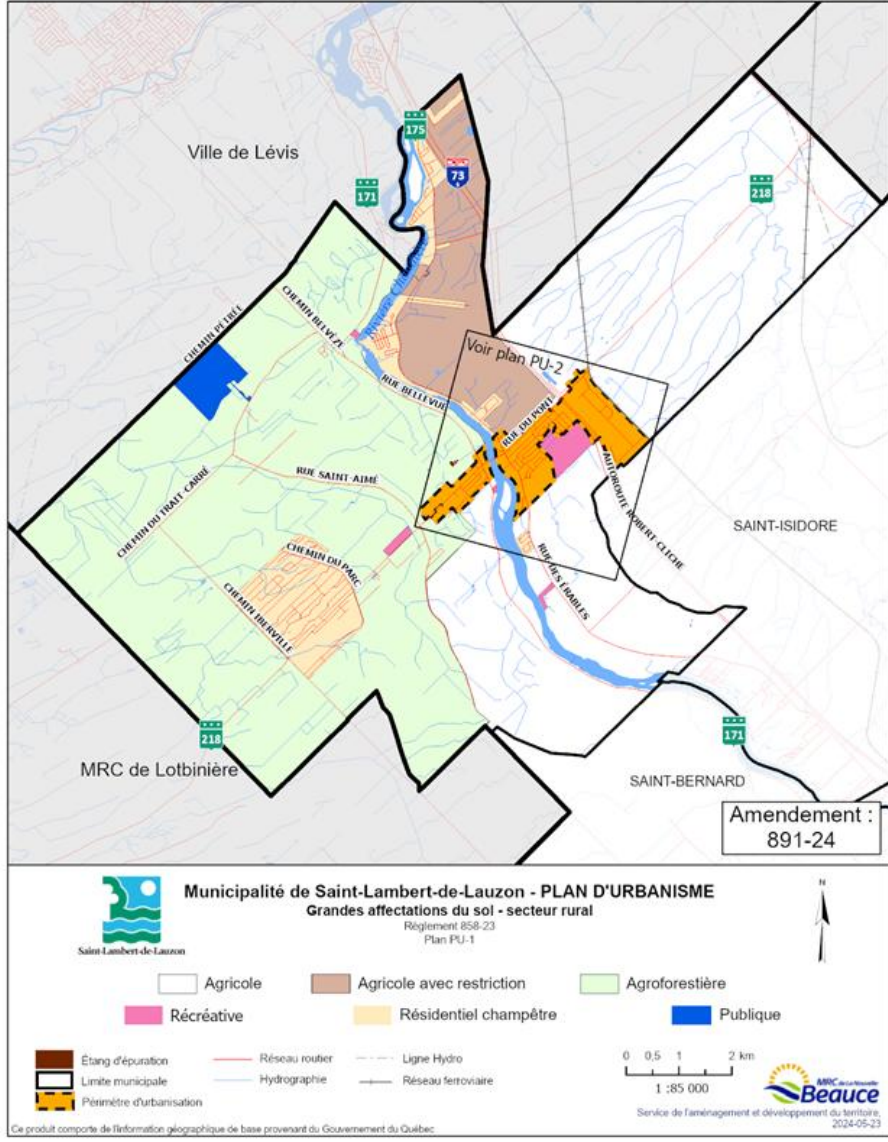 Ville de Lévis
175
73
171
218
CHEMIN PÉTRÉE
CHEMIN BELVÈZE
Rivière Chaudière
Voir plan PU-2
RUE BELLEVUE
RUE DU PONT
RUE SAINT-AIMÉ
CHEMIN DU TRAIT-CARRÉ
AUTOROUTE ROBERT-CLICHE
SAINT-ISIDORE
CHEMIN DU PARC
RUE DES ÉRABLES
CHEMIN IBERVILLE
218
171
MRC de Lotbinière
SAINT-BERNARD
Amendement :
891-24
Saint-Lambert-de-Lauzon
Municipalité de Saint-Lambert-de-Lauzon - PLAN D'URBANISME
Grandes affectations du sol - secteur rural
Règlement 858-23
Plan PU-1
N
Agricole
Agricole avec restriction
Agroforestière
Récréative
Résidentiel champêtre
Publique
Étang d'épuration
Réseau routier
Ligne Hydro
Limite municipale
Hydrographie
Réseau ferroviaire
Périmètre d'urbanisation
0 0,5 1 2 km
1 :85 000
MRC de La Nouvelle
Beauce
Service de l'aménagement et développement du territoire,
2024-05-23
Ce produit comporte de l'information géographique de base provenant du Gouvernement du Québec